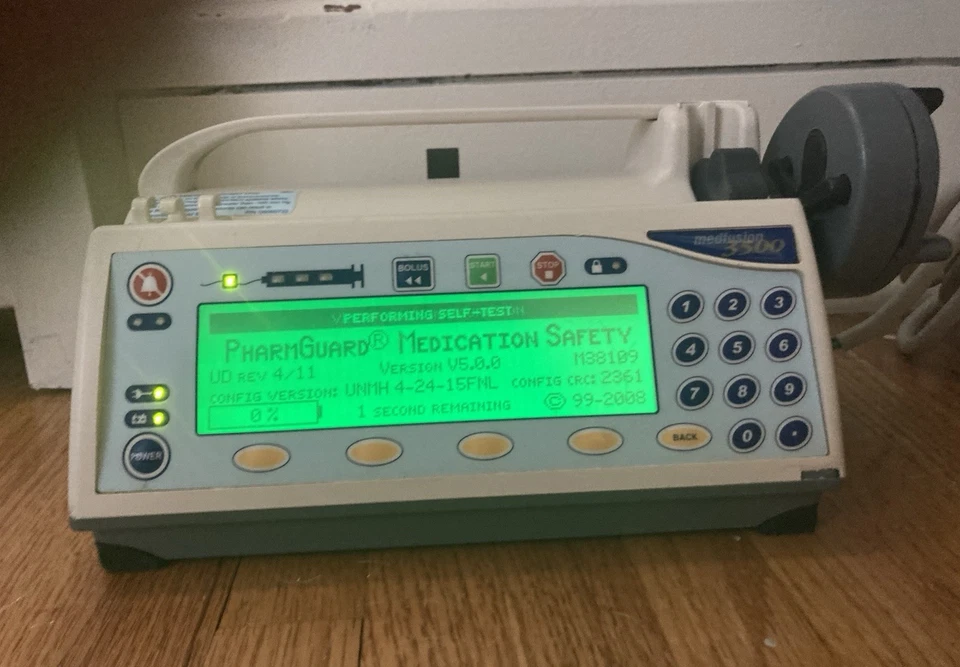 medfusion
3500
BOLUS
START
STOP
PERFORMING SELF-TEST
PHARMGUARD® MEDICATION SAFETY
VERSION V5.0.0 M38109
UD REV 4/11
CONFIG VERSION: UNMH 4-24-15FNL CONFIG CRC: 2361
0 % 1 SECOND REMAINING © 99-2008
POWER
BACK
1 2 3
4 5 6
7 8 9
0 .